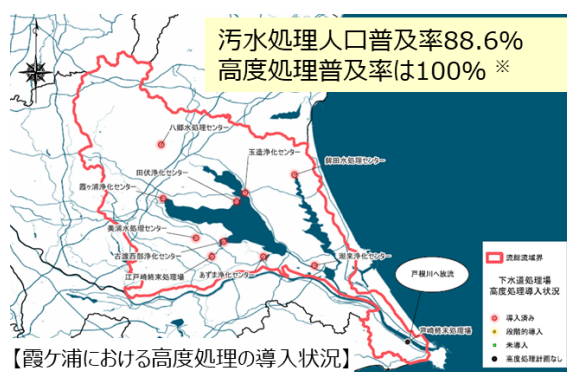 汚水処理人口普及率88.6%
高度処理普及率は100% ※
八郷水処理センター
玉造浄化センター
田伏浄化センター
鉾田水処理センター
霞ヶ浦浄化センター
美浦水処理センター
古渡西部浄化センター
江戸崎終末処理場
あずま浄化センター
潮来浄化センター
戸根川へ放流
戸崎終末処理場
流総流域界
下水道処理場
高度処理導入状況
導入済み
段階的導入
未導入
高度処理計画なし
【霞ケ浦における高度処理の導入状況】